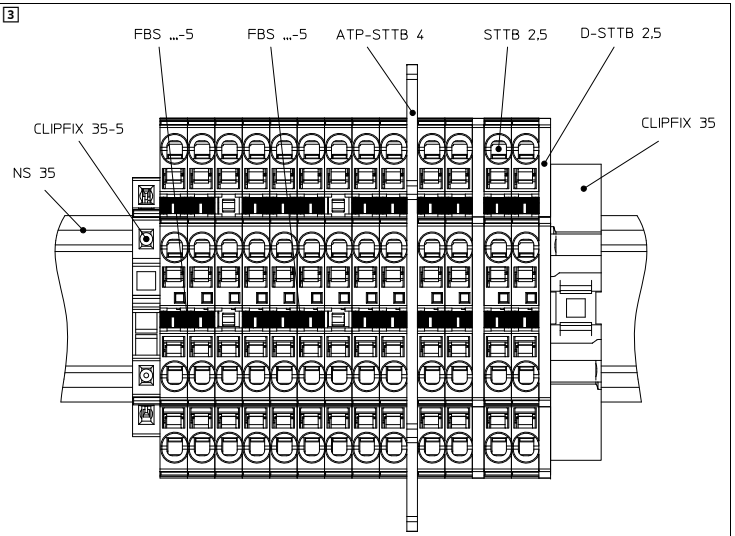 3
FBS ...-5
FBS ...-5
ATP-STTB 4
STTB 2,5
D-STTB 2,5
CLIPFIX 35-5
CLIPFIX 35
NS 35